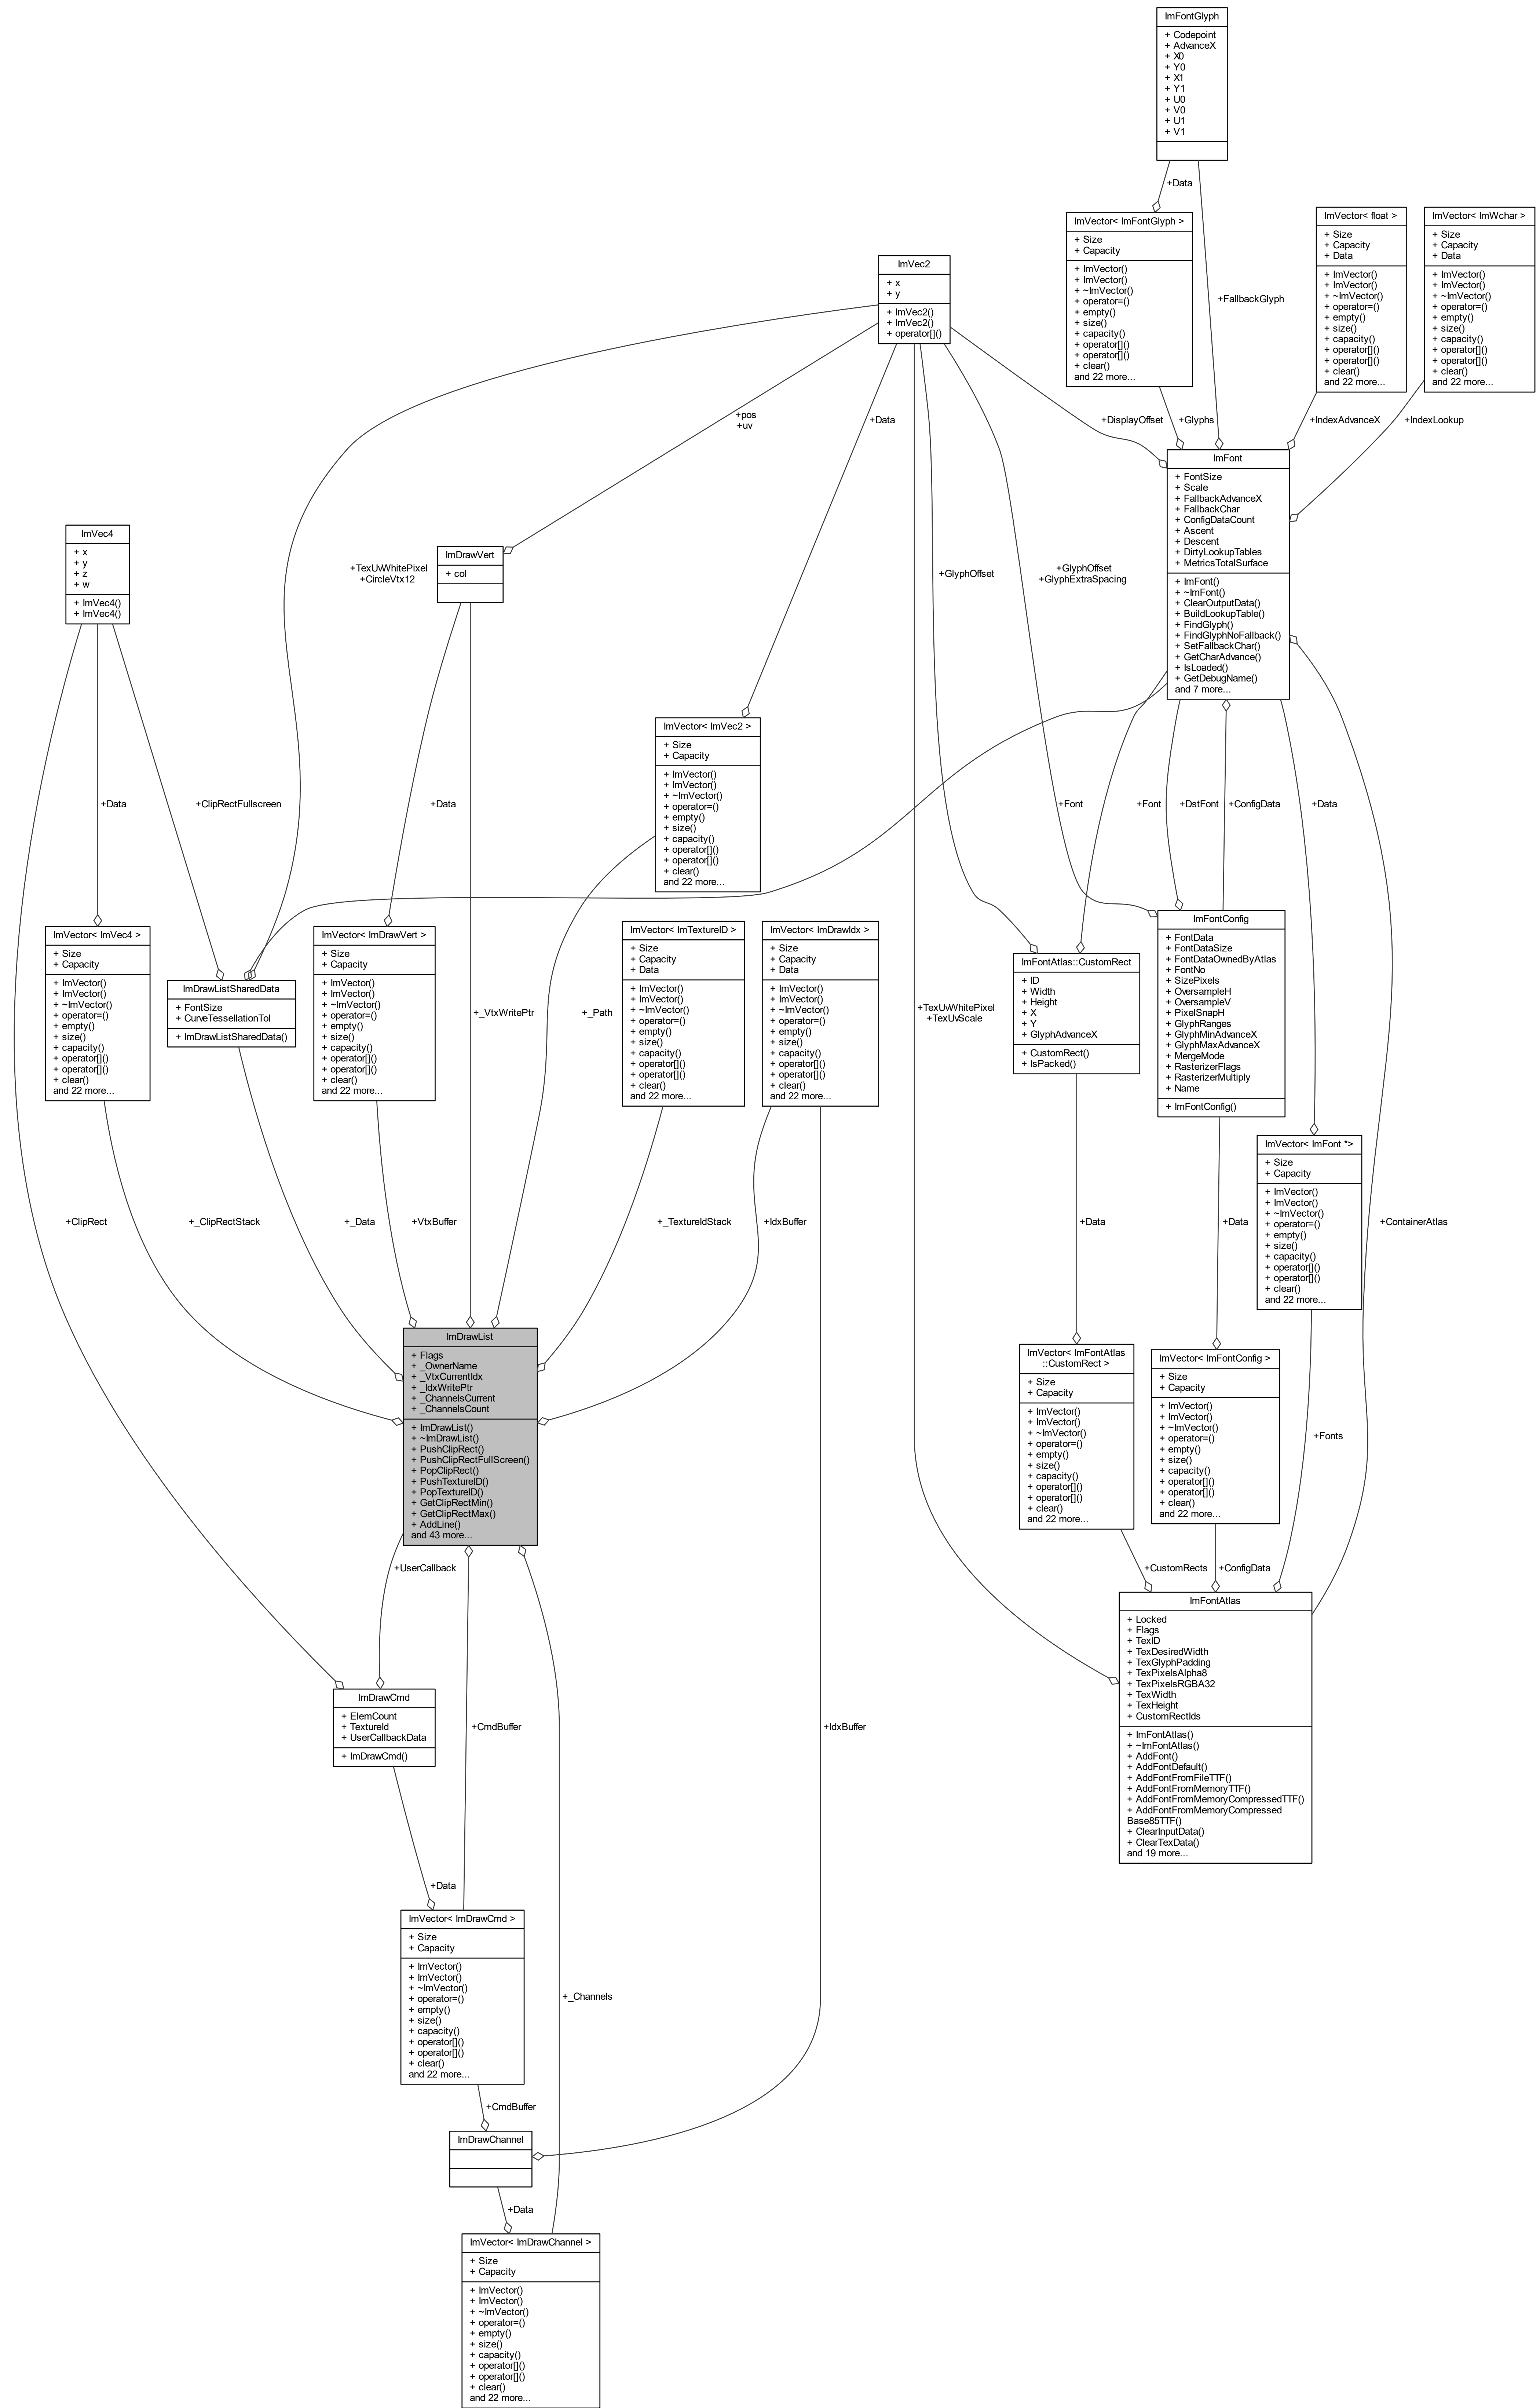 ImFontGlyph
+ Codepoint
+ AdvanceX
+ X0
+ Y0
+ X1
+ Y1
+ U0
+ V0
+ U1
+ V1
+Data
ImVector< ImFontGlyph >
+ Size
+ Capacity
+ ImVector()
+ ImVector()
+ ~ImVector()
+ operator=()
+ empty()
+ size()
+ capacity()
+ operator[]()
+ operator[]()
+ clear()
and 22 more...
+FallbackGlyph
ImVector< float >
+ Size
+ Capacity
+ Data
+ ImVector()
+ ImVector()
+ ~ImVector()
+ operator=()
+ empty()
+ size()
+ capacity()
+ operator[]()
+ operator[]()
+ clear()
and 22 more...
ImVector< ImWchar >
+ Size
+ Capacity
+ Data
+ ImVector()
+ ImVector()
+ ~ImVector()
+ operator=()
+ empty()
+ size()
+ capacity()
+ operator[]()
+ operator[]()
+ clear()
and 22 more...
ImVec2
+ x
+ y
+ ImVec2()
+ ImVec2()
+ operator[]()
+pos
+uv
+Data
+DisplayOffset
+Glyphs
+IndexAdvanceX
+IndexLookup
ImFont
+ FontSize
+ Scale
+ FallbackAdvanceX
+ FallbackChar
+ ConfigDataCount
+ Ascent
+ Descent
+ DirtyLookupTables
+ MetricsTotalSurface
+ ImFont()
+ ~ImFont()
+ ClearOutputData()
+ BuildLookupTable()
+ FindGlyph()
+ FindGlyphNoFallback()
+ SetFallbackChar()
+ GetCharAdvance()
+ IsLoaded()
+ GetDebugName()
and 7 more...
ImVec4
+ x
+ y
+ z
+ w
+ ImVec4()
+ ImVec4()
+TexUvWhitePixel
+CircleVtx12
ImDrawVert
+ col
+GlyphOffset
+GlyphOffset
+GlyphExtraSpacing
ImVector< ImVec2 >
+ Size
+ Capacity
+ ImVector()
+ ImVector()
+ ~ImVector()
+ operator=()
+ empty()
+ size()
+ capacity()
+ operator[]()
+ operator[]()
+ clear()
and 22 more...
+Data
+ClipRectFullscreen
+Data
+Font
+Font
+DstFont
+ConfigData
+Data
ImVector< ImVec4 >
+ Size
+ Capacity
+ ImVector()
+ ImVector()
+ ~ImVector()
+ operator=()
+ empty()
+ size()
+ capacity()
+ operator[]()
+ operator[]()
+ clear()
and 22 more...
ImDrawListSharedData
+ FontSize
+ CurveTessellationTol
+ ImDrawListSharedData()
ImVector< ImDrawVert >
+ Size
+ Capacity
+ ImVector()
+ ImVector()
+ ~ImVector()
+ operator=()
+ empty()
+ size()
+ capacity()
+ operator[]()
+ operator[]()
+ clear()
and 22 more...
+_VtxWritePtr
+_Path
ImVector< ImTextureID >
+ Size
+ Capacity
+ Data
+ ImVector()
+ ImVector()
+ ~ImVector()
+ operator=()
+ empty()
+ size()
+ capacity()
+ operator[]()
+ operator[]()
+ clear()
and 22 more...
ImVector< ImDrawIdx >
+ Size
+ Capacity
+ Data
+ ImVector()
+ ImVector()
+ ~ImVector()
+ operator=()
+ empty()
+ size()
+ capacity()
+ operator[]()
+ operator[]()
+ clear()
and 22 more...
+TexUvWhitePixel
+TexUvScale
ImFontAtlas::CustomRect
+ ID
+ Width
+ Height
+ X
+ Y
+ GlyphAdvanceX
+ CustomRect()
+ IsPacked()
ImFontConfig
+ FontData
+ FontDataSize
+ FontDataOwnedByAtlas
+ FontNo
+ SizePixels
+ OversampleH
+ OversampleV
+ PixelSnapH
+ GlyphRanges
+ GlyphMinAdvanceX
+ GlyphMaxAdvanceX
+ MergeMode
+ RasterizerFlags
+ RasterizerMultiply
+ Name
+ ImFontConfig()
ImVector< ImFont *>
+ Size
+ Capacity
+ ImVector()
+ ImVector()
+ ~ImVector()
+ operator=()
+ empty()
+ size()
+ capacity()
+ operator[]()
+ operator[]()
+ clear()
and 22 more...
+ClipRect
+_ClipRectStack
+_Data
+VtxBuffer
+_TextureIdStack
+IdxBuffer
+Data
+Data
+ContainerAtlas
ImDrawList
+ Flags
+ _OwnerName
+ _VtxCurrentIdx
+ _IdxWritePtr
+ _ChannelsCurrent
+ _ChannelsCount
+ ImDrawList()
+ ~ImDrawList()
+ PushClipRect()
+ PushClipRectFullScreen()
+ PopClipRect()
+ PushTextureID()
+ PopTextureID()
+ GetClipRectMin()
+ GetClipRectMax()
+ AddLine()
and 43 more...
ImVector< ImFontAtlas
::CustomRect >
+ Size
+ Capacity
+ ImVector()
+ ImVector()
+ ~ImVector()
+ operator=()
+ empty()
+ size()
+ capacity()
+ operator[]()
+ operator[]()
+ clear()
and 22 more...
ImVector< ImFontConfig >
+ Size
+ Capacity
+ ImVector()
+ ImVector()
+ ~ImVector()
+ operator=()
+ empty()
+ size()
+ capacity()
+ operator[]()
+ operator[]()
+ clear()
and 22 more...
+Fonts
+UserCallback
+CustomRects
+ConfigData
ImFontAtlas
+ Locked
+ Flags
+ TexID
+ TexDesiredWidth
+ TexGlyphPadding
+ TexPixelsAlpha8
+ TexPixelsRGBA32
+ TexWidth
+ TexHeight
+ CustomRectIds
+ ImFontAtlas()
+ ~ImFontAtlas()
+ AddFont()
+ AddFontDefault()
+ AddFontFromFileTTF()
+ AddFontFromMemoryTTF()
+ AddFontFromMemoryCompressedTTF()
+ AddFontFromMemoryCompressed
Base85TTF()
+ ClearInputData()
+ ClearTexData()
and 19 more...
ImDrawCmd
+ ElemCount
+ TextureId
+ UserCallbackData
+ ImDrawCmd()
+CmdBuffer
+IdxBuffer
+Data
ImVector< ImDrawCmd >
+ Size
+ Capacity
+ ImVector()
+ ImVector()
+ ~ImVector()
+ operator=()
+ empty()
+ size()
+ capacity()
+ operator[]()
+ operator[]()
+ clear()
and 22 more...
+_Channels
+CmdBuffer
ImDrawChannel
+Data
ImVector< ImDrawChannel >
+ Size
+ Capacity
+ ImVector()
+ ImVector()
+ ~ImVector()
+ operator=()
+ empty()
+ size()
+ capacity()
+ operator[]()
+ operator[]()
+ clear()
and 22 more...